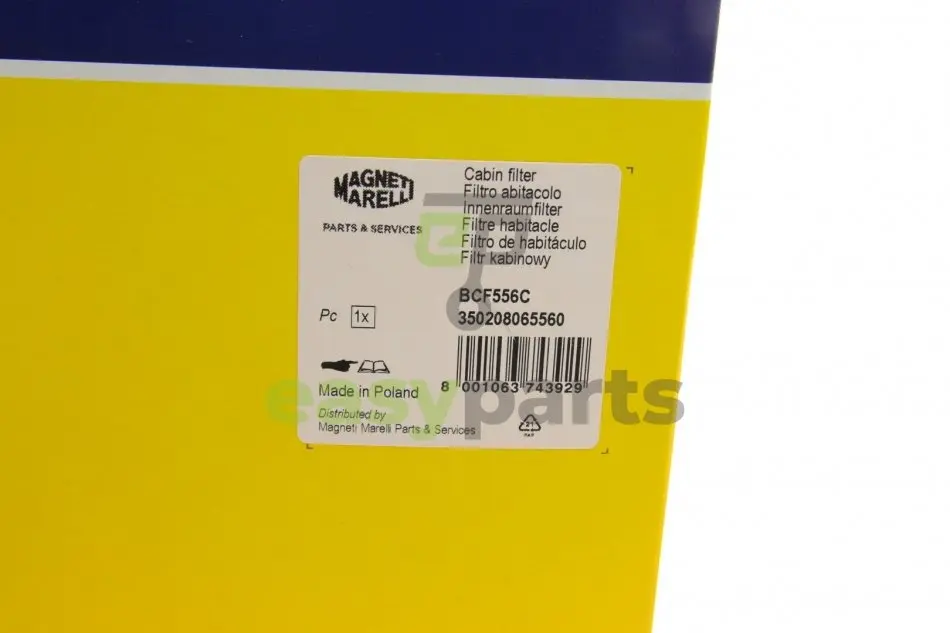 MAGNETI
MARELLI
PARTS & SERVICES
Cabin filter
Filtro abitacolo
Innenraumfilter
Filtre habitacle
Filtro de habitáculo
Filtr kabinowy
BCF556C
350208065560
Pc 1x
8 001063 743929
Made in Poland
Distributed by
Magneti Marelli Parts & Services
21
PAP
easyparts